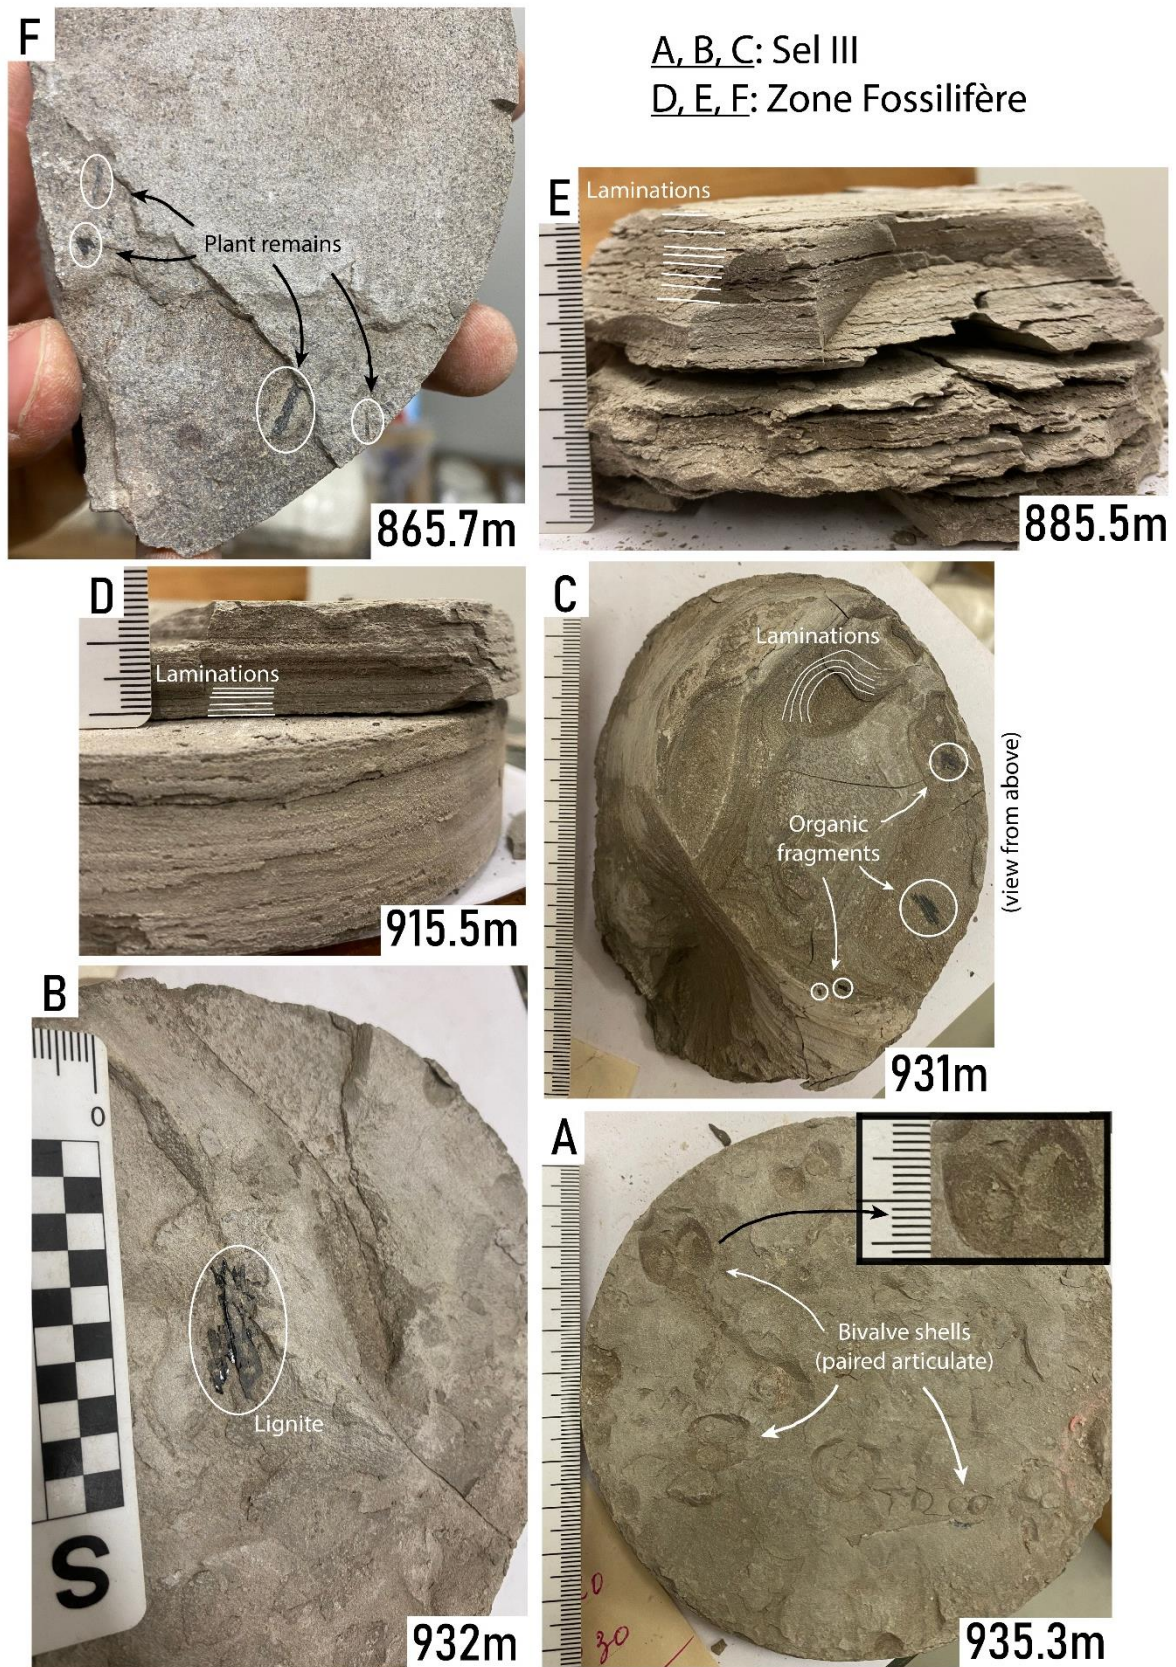 F
A, B, C: Sel III
D, E, F: Zone Fossilifère
Plant remains
865.7m
E
Laminations
885.5m
D
Laminations
915.5m
C
Laminations
Organic
fragments
(view from above)
931m
B
0
S
Lignite
932m
A
Bivalve shells
(paired articulate)
30
935.3m